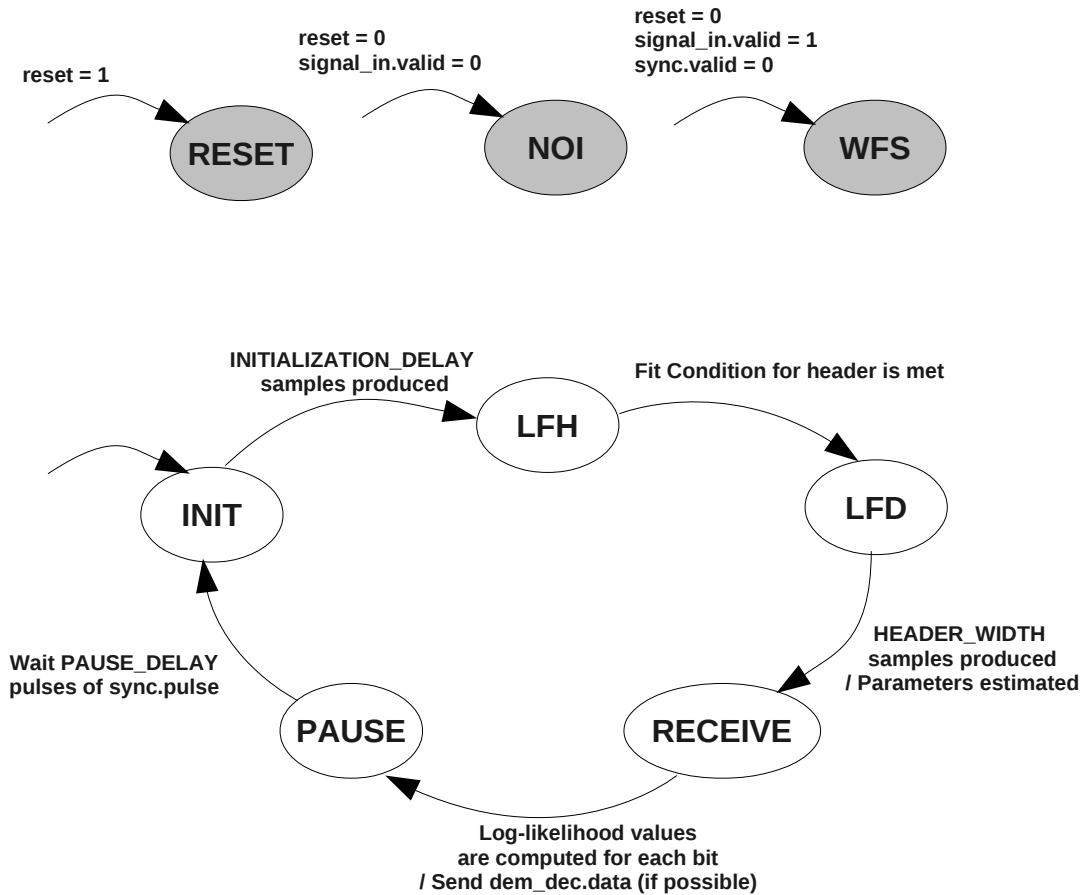 reset = 1
RESET
reset = 0
signal_in.valid = 0
NOI
reset = 0
signal_in.valid = 1
sync.valid = 0
WFS
INITIALIZATION_DELAY
samples produced
LFH
Fit Condition for header is met
INIT
LFD
HEADER_WIDTH
samples produced
/ Parameters estimated
Wait PAUSE_DELAY
pulses of sync.pulse
PAUSE
RECEIVE
Log-likelihood values
are computed for each bit
/ Send dem_dec.data (if possible)